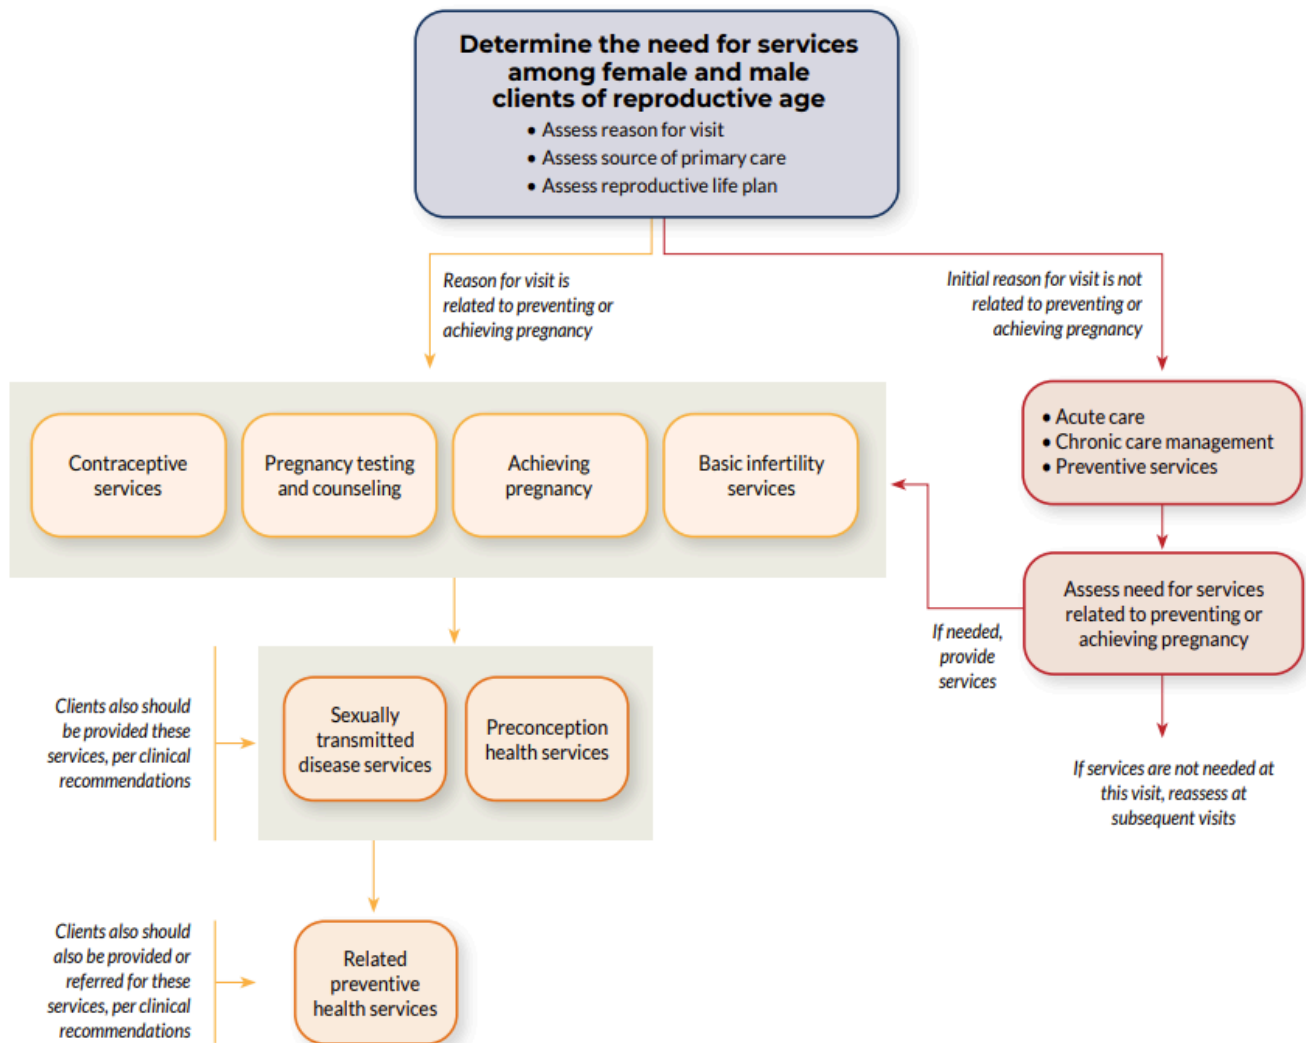 Determine the need for services
among female and male
clients of reproductive age
• Assess reason for visit
• Assess source of primary care
• Assess reproductive life plan
Reason for visit is
related to preventing or
achieving pregnancy
Initial reason for visit is not
related to preventing or
achieving pregnancy
Contraceptive
services
Pregnancy testing
and counseling
Achieving
pregnancy
Basic infertility
services
• Acute care
• Chronic care management
• Preventive services
Assess need for services
related to preventing or
achieving pregnancy
If needed,
provide
services
If services are not needed at
this visit, reassess at
subsequent visits
Clients also should
be provided these
services, per clinical
recommendations
Sexually
transmitted
disease services
Preconception
health services
Clients also should
also be provided or
referred for these
services, per clinical
recommendations
Related
preventive
health services